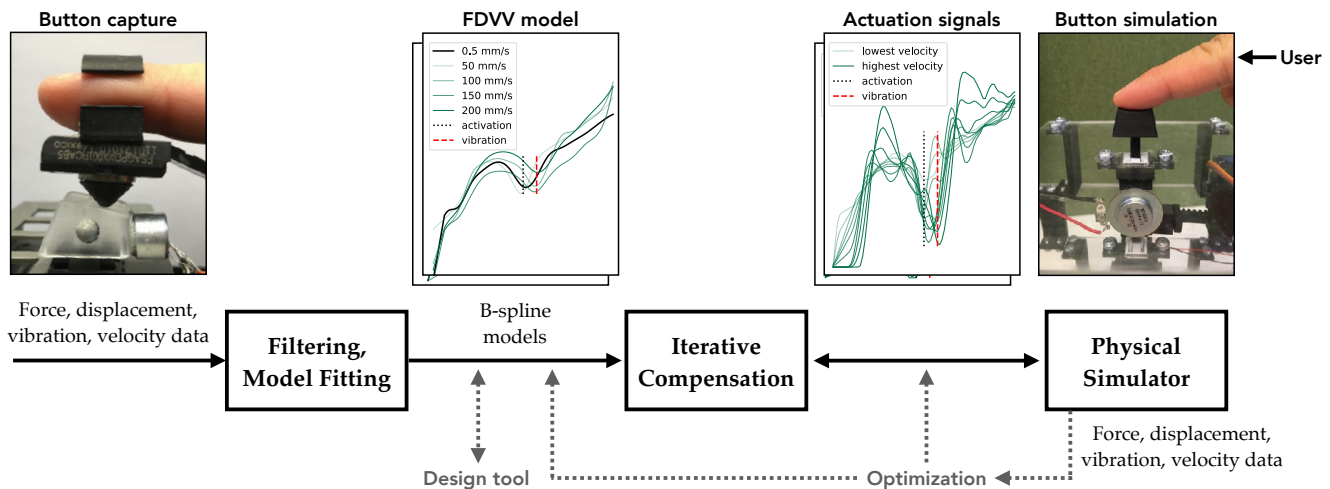 Button capture
FDVV model
Actuation signals
Button simulation
User
0.5 mm/s
50 mm/s
100 mm/s
150 mm/s
200 mm/s
activation
vibration
lowest velocity
highest velocity
activation
vibration
Force, displacement,
vibration, velocity data
Filtering,
Model Fitting
B-spline
models
Iterative
Compensation
Physical
Simulator
Force, displacement,
vibration, velocity data
Design tool
Optimization